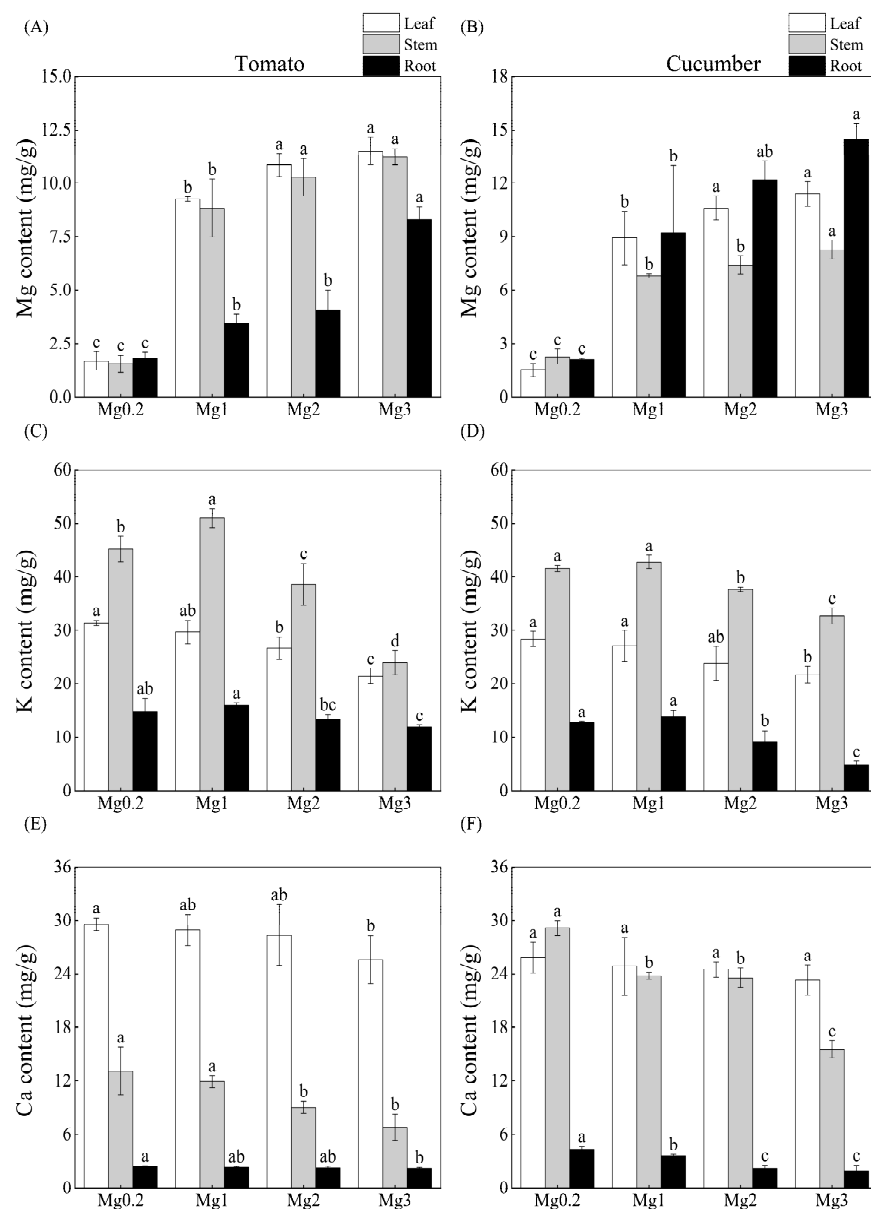 (A)
Leaf
Stem
Root
Tomato
Mg content (mg/g)
15.0
12.5
10.0
7.5
5.0
2.5
0.0
c c c
b b b
a a b
a a a
Mg0.2 Mg1 Mg2 Mg3
(B)
Leaf
Stem
Root
Cucumber
Mg content (mg/g)
18
15
12
9
6
3
0
c c c
b b b
a b ab
a a a
Mg0.2 Mg1 Mg2 Mg3
(C)
K content (mg/g)
60
50
40
30
20
10
0
a b ab
ab a a
b c bc
c d c
Mg0.2 Mg1 Mg2 Mg3
(D)
K content (mg/g)
60
50
40
30
20
10
0
a a a
a a a
ab b b
b c c
Mg0.2 Mg1 Mg2 Mg3
(E)
Ca content (mg/g)
36
30
24
18
12
6
0
a a a
ab a ab
ab b ab
b b b
Mg0.2 Mg1 Mg2 Mg3
(F)
Ca content (mg/g)
36
30
24
18
12
6
0
a a a
a b b
a b c
a c c
Mg0.2 Mg1 Mg2 Mg3